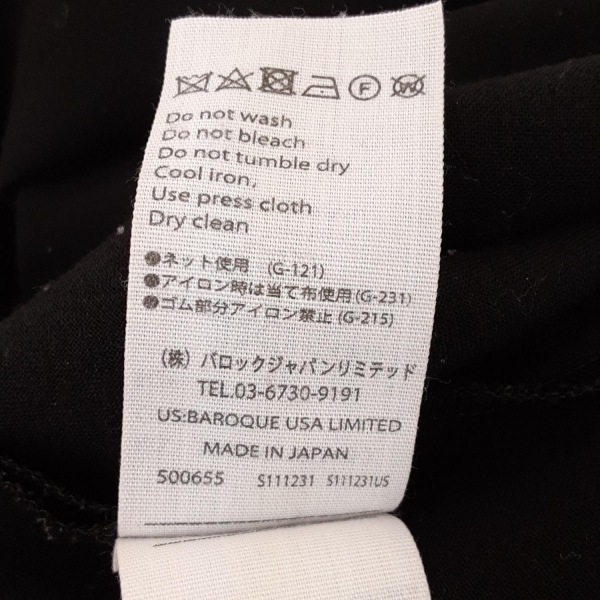 Do not wash
Do not bleach
Do not tumble dry
Cool iron,
Use press cloth
Dry clean
●ネット使用 (G-121)
●アイロン時は当て布使用(G-231)
●ゴム部分アイロン禁止(G-215)
(株) バロックジャパンリミテッド
TEL.03-6730-9191
US:BAROQUE USA LIMITED
MADE IN JAPAN
500655 S111231 S111231US